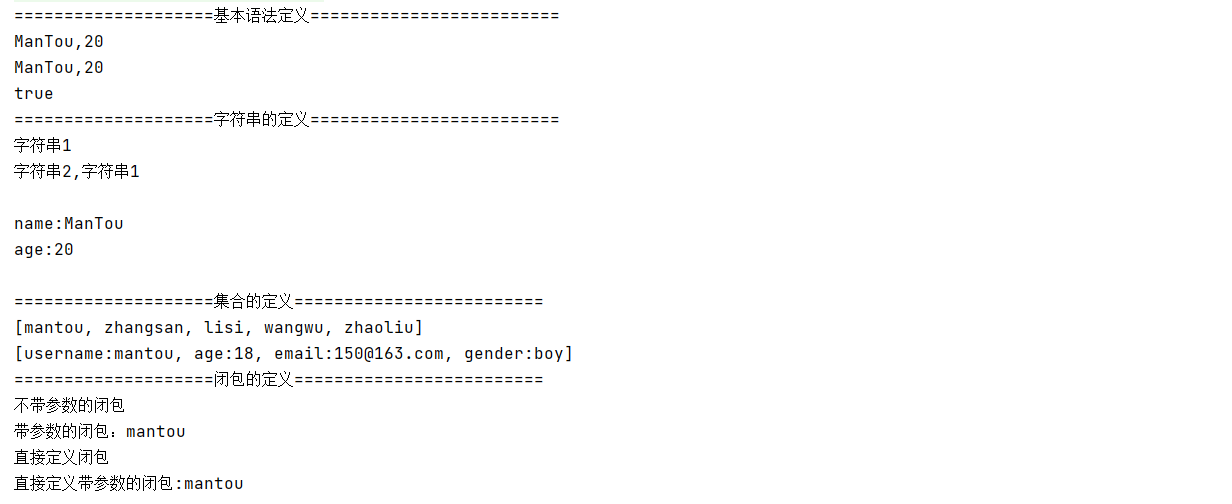 ====================基本语法定义=========================
ManTou,20
ManTou,20
true
====================字符串的定义=========================
字符串1
字符串2,字符串1
name:ManTou
age:20
====================集合的定义=========================
[mantou, zhangsan, lisi, wangwu, zhaoliu]
[username:mantou, age:18, email:150@163.com, gender:boy]
====================闭包的定义=========================
不带参数的闭包
带参数的闭包：mantou
直接定义闭包
直接定义带参数的闭包:mantou